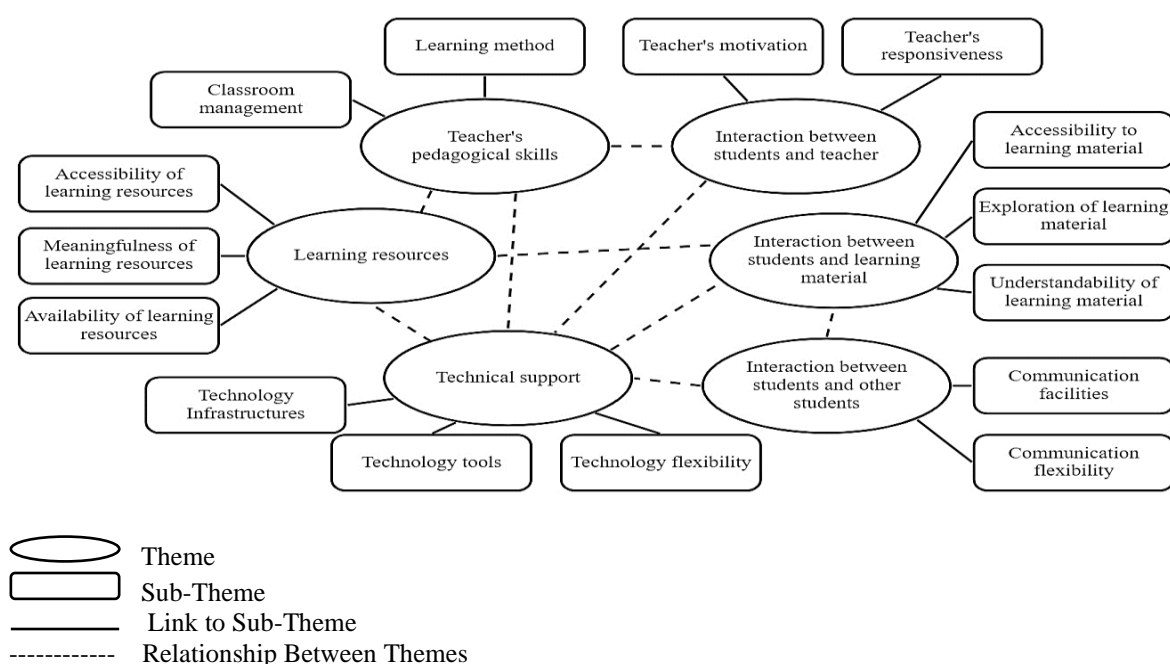 Learning method
Teacher's motivation
Teacher's
responsiveness
Classroom
management
Teacher's
pedagogical skills
Interaction between
students and teacher
Accessibility to
learning material
Accessibility of
learning resources
Exploration of learning
material
Meaningfulness of
learning resources
Learning resources
Interaction between
students and learning
material
Understandability of
learning material
Availability of learning
resources
Technical support
Interaction between
students and other
students
Communication
facilities
Technology
Infrastructures
Technology tools
Technology flexibility
Communication
flexibility
Theme
Sub-Theme
Link to Sub-Theme
Relationship Between Themes